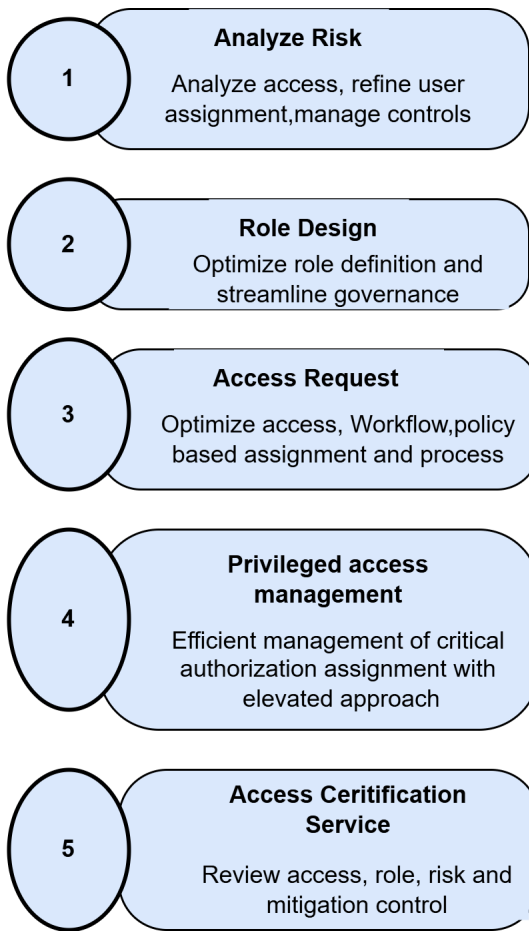 1
Analyze Risk
Analyze access, refine user
assignment,manage controls
2
Role Design
Optimize role definition and
streamline governance
3
Access Request
Optimize access, Workflow,policy
based assignment and process
4
Privileged access
management
Efficient management of critical
authorization assignment with
elevated approach
5
Access Ceritification
Service
Review access, role, risk and
mitigation control